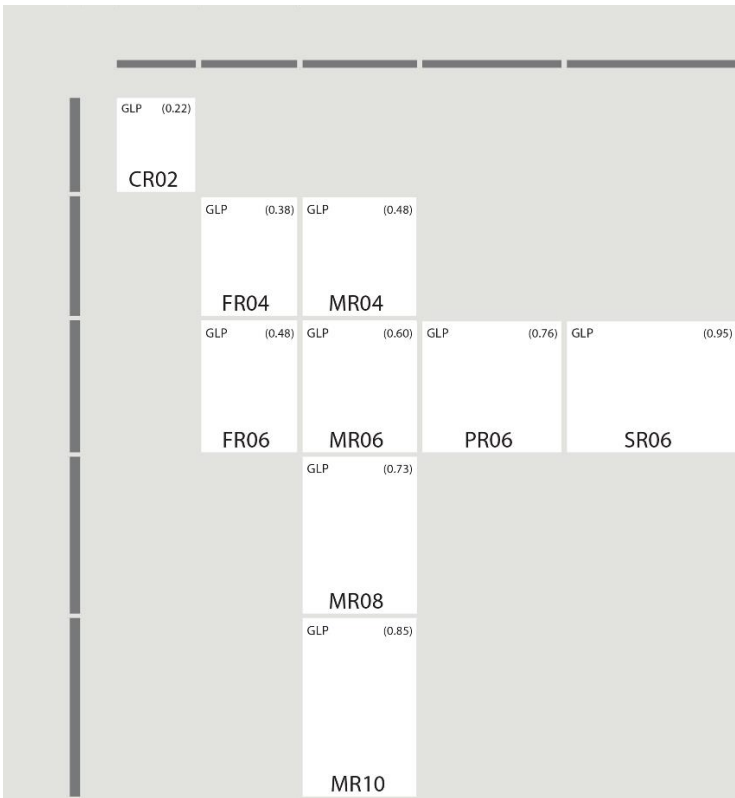 GLP (0.22)
CR02
GLP (0.38) GLP (0.48)
FR04 MR04
GLP (0.48) GLP (0.60) GLP (0.76) GLP (0.95)
FR06 MR06 PR06 SR06
GLP (0.73)
MR08
GLP (0.85)
MR10